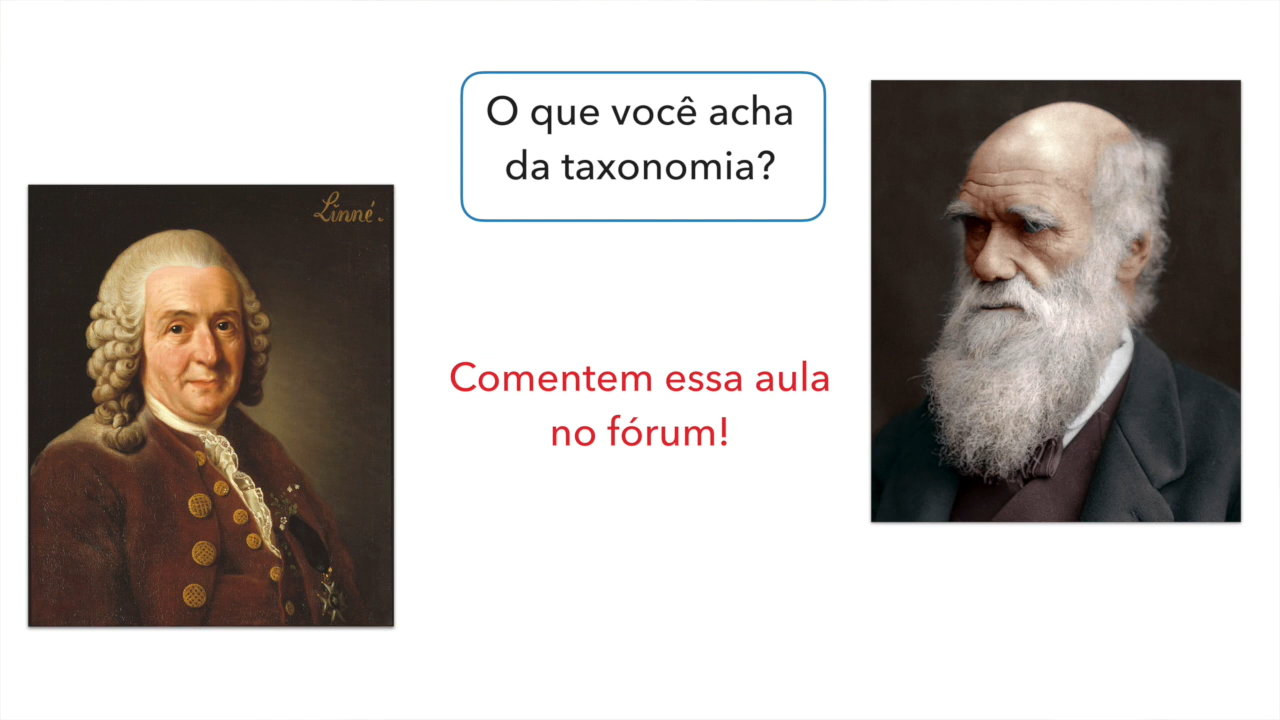 O que você acha
da taxonomia?
Linné.
Comentem essa aula
no fórum!